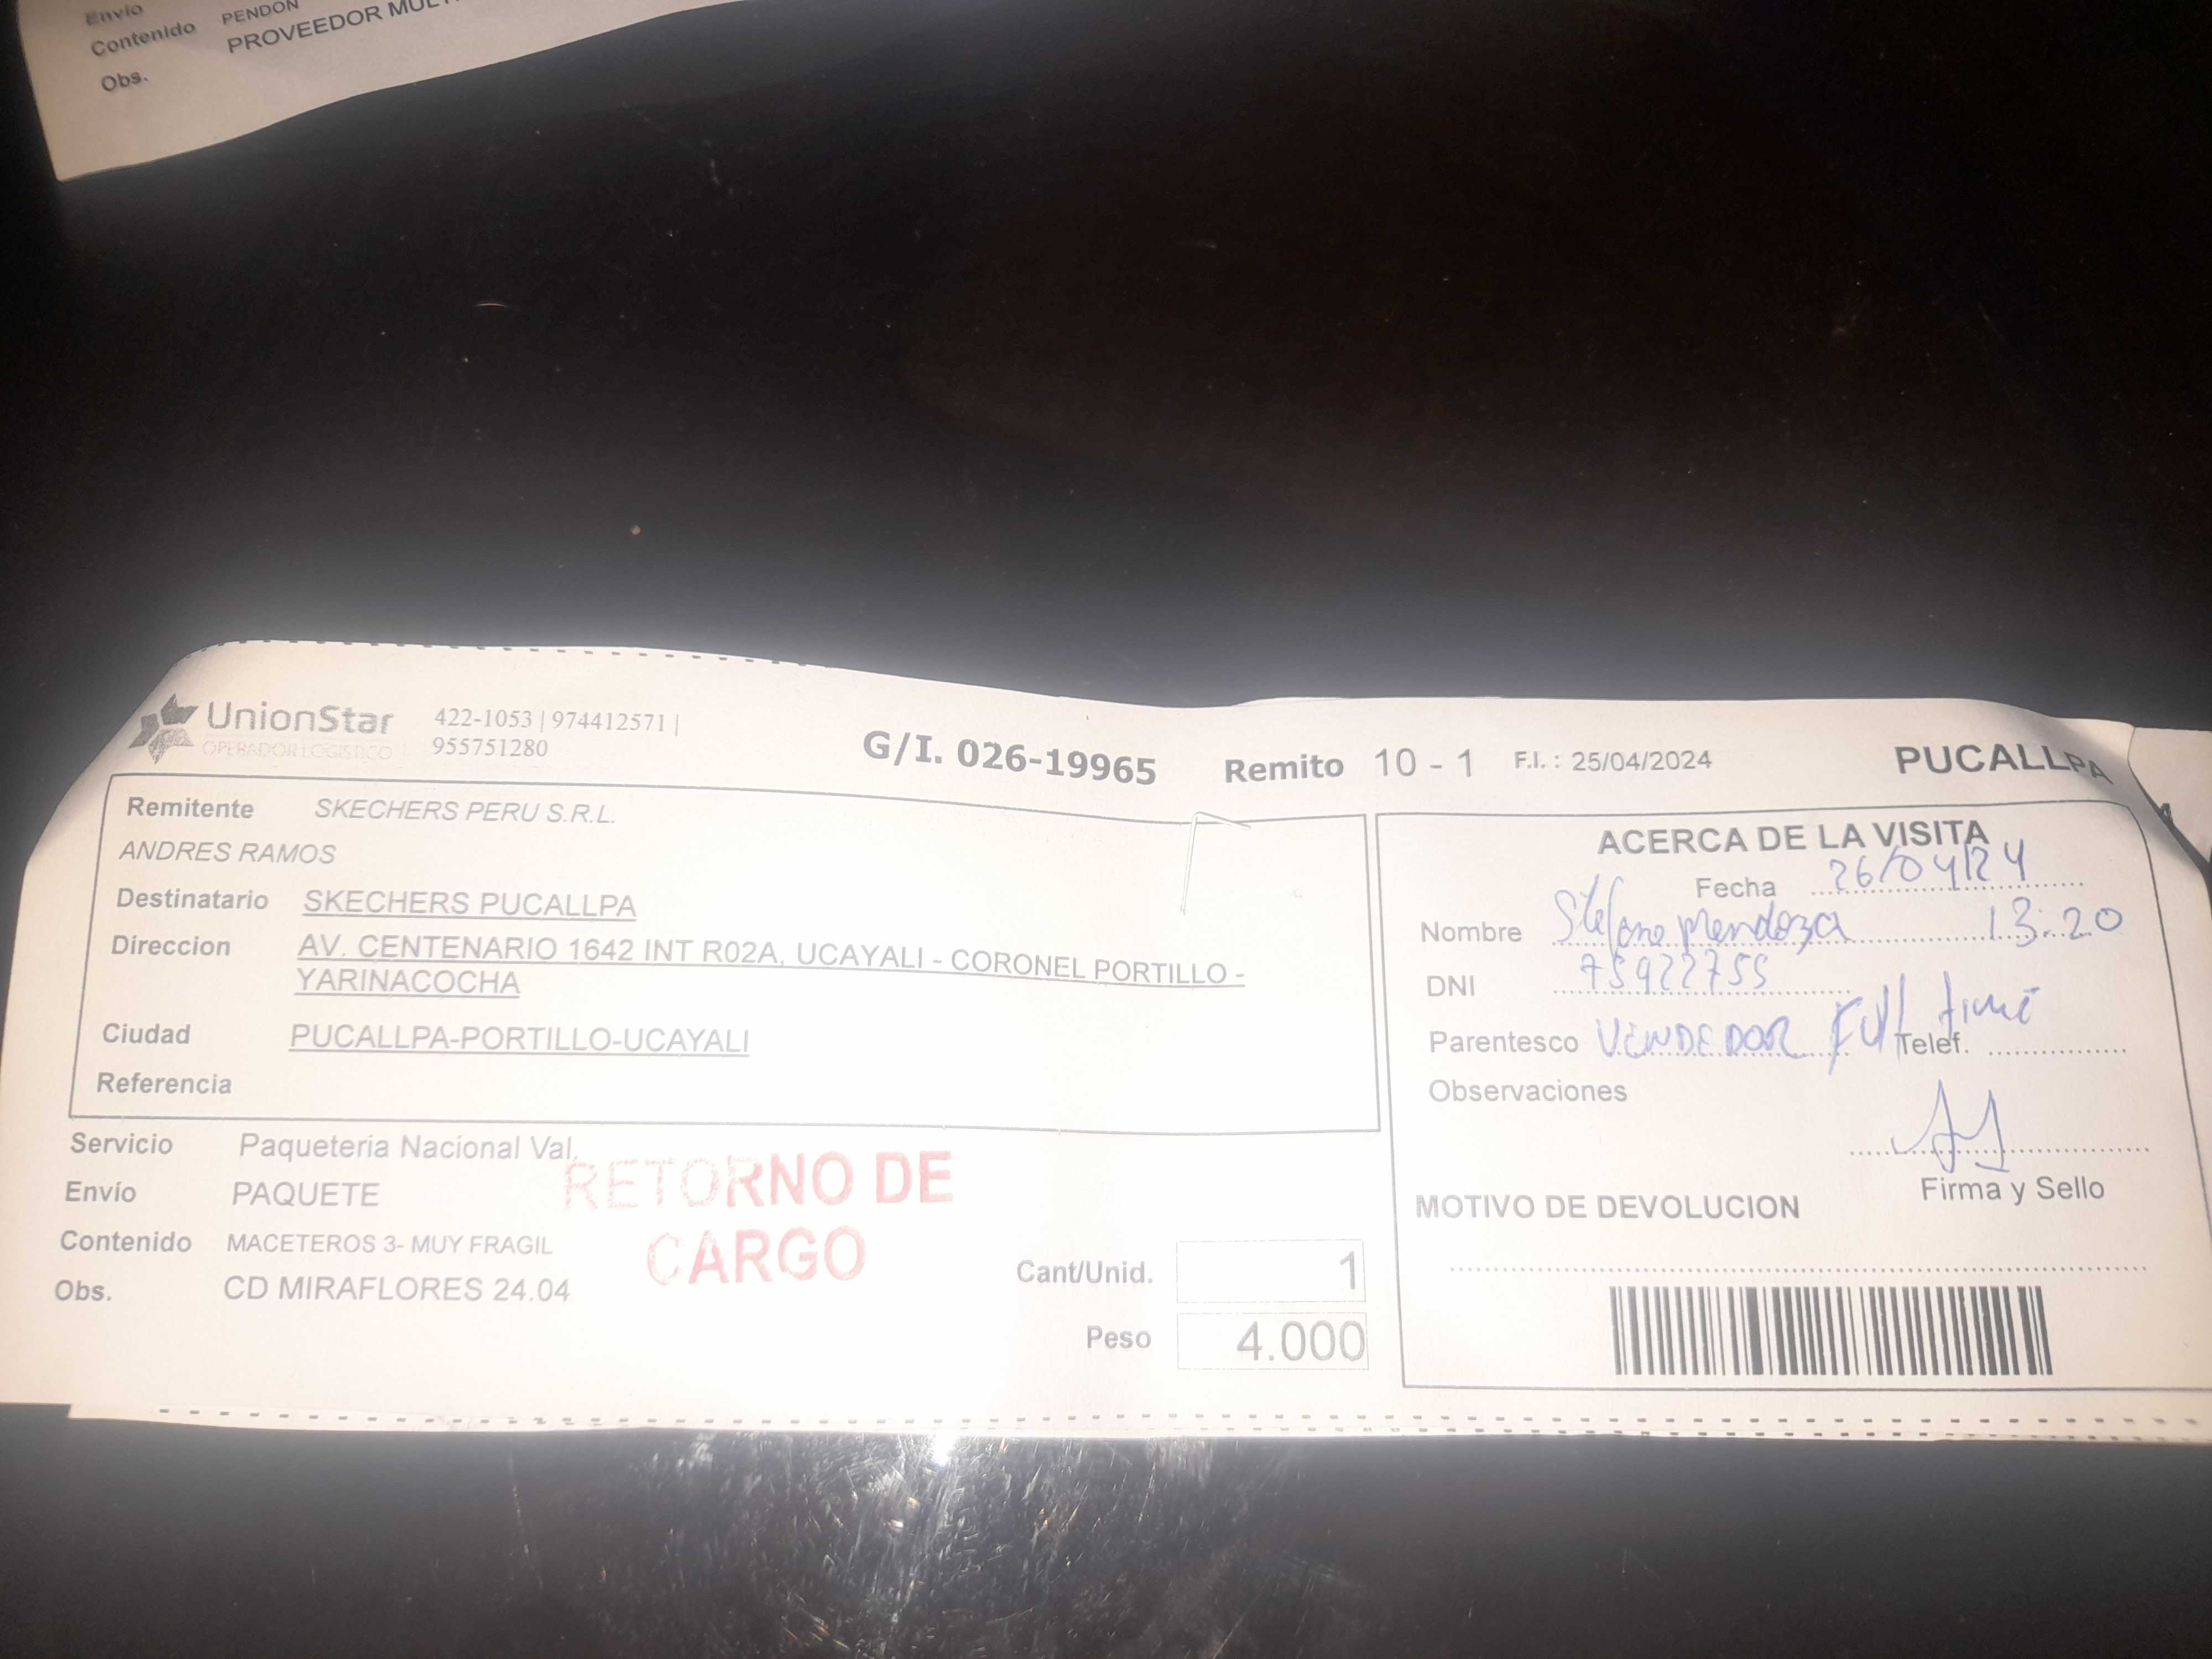 Envío PENDON
Contenido PROVEEDOR
Obs.
UnionStar
OPERADOR LOGISTICO
422-1053 | 974412571 |
955751280
G/I. 026-19965 Remito 10 - 1 F.I. : 25/04/2024 PUCALLPA
Remitente SKECHERS PERU S.R.L.
ANDRES RAMOS
Destinatario SKECHERS PUCALLPA
Direccion AV. CENTENARIO 1642 INT R02A, UCAYALI - CORONEL PORTILLO -
YARINACOCHA
Ciudad PUCALLPA-PORTILLO-UCAYALI
Referencia
Servicio Paqueteria Nacional Val.
Envío PAQUETE
Contenido MACETEROS 3- MUY FRAGIL
Obs. CD MIRAFLORES 24.04
RETORNO DE
CARGO
Cant/Unid. 1
Peso 4.000
ACERCA DE LA VISITA
Fecha 26/04/24
Nombre Stefano Mendoza 13:20
DNI 75922755
Parentesco VENDEDOR Full time
Telef.
Observaciones
Firma y Sello
MOTIVO DE DEVOLUCION